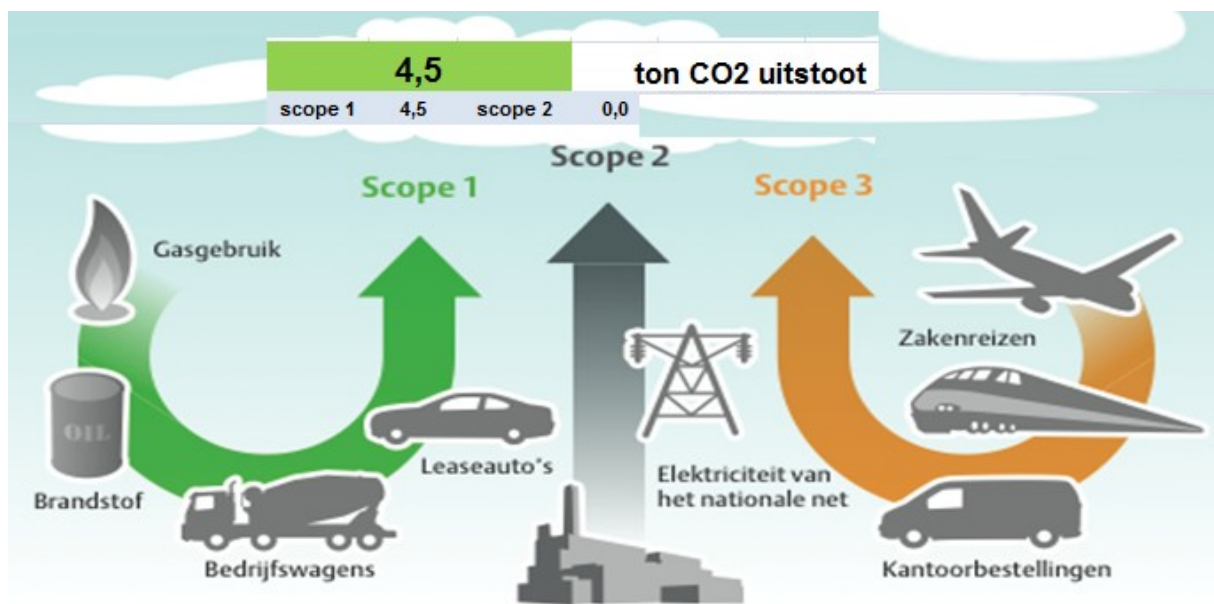 4,5 ton CO2 uitstoot
scope 1 4,5 scope 2 0,0
Scope 2
Scope 1
Scope 3
Gasgebruik
Zakenreizen
OIL
Leaseauto's
Elektriciteit van
het nationale net
Brandstof
Bedrijfswagens
Kantoorbestellingen